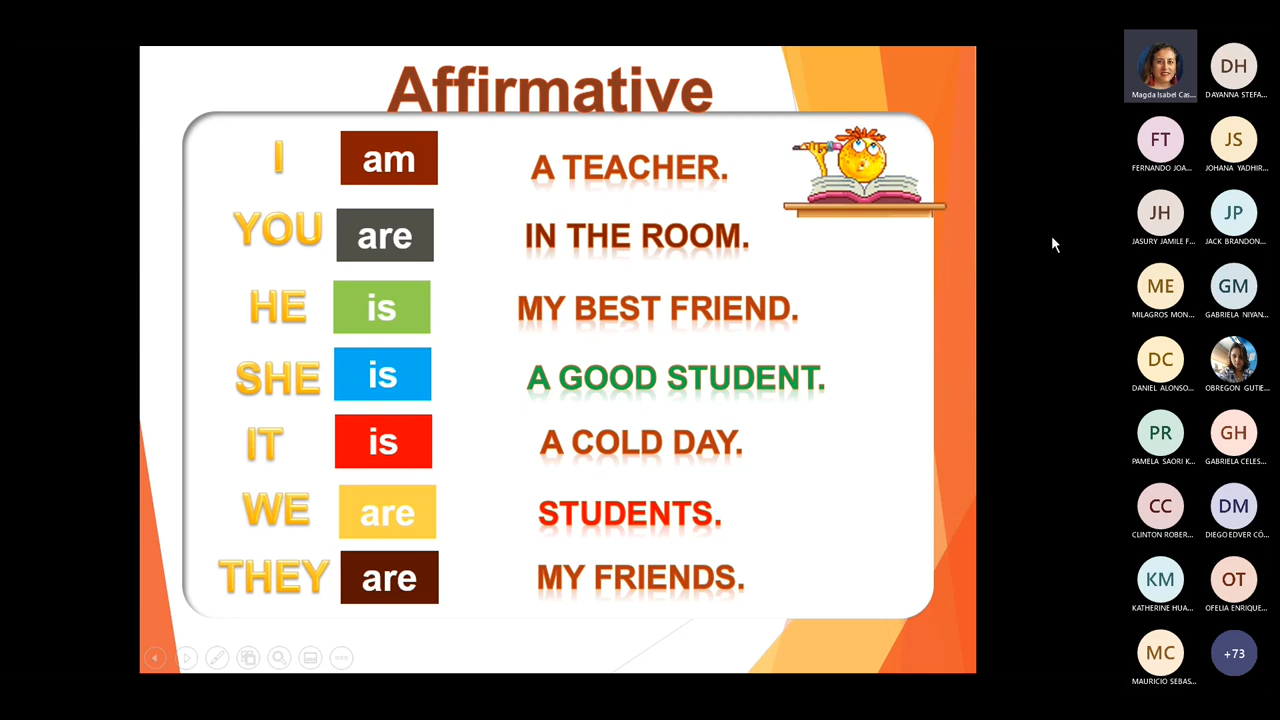 Affirmative
I am A TEACHER.
YOU are IN THE ROOM.
HE is MY BEST FRIEND.
SHE is A GOOD STUDENT.
IT is A COLD DAY.
WE are STUDENTS.
THEY are MY FRIENDS.
Magda Isabel Cas...
DH
DAYANNA STEFA...
FT
FERNANDO JOA...
JS
JOHANA YADHIR...
JH
JASURY JAMILE F...
JP
JACK BRANDON...
ME
MILAGROS MON...
GM
GABRIELA NIYAN...
DC
DANIEL ALONSO...
OBREGON GUTIE...
PR
PAMELA SAORI K...
GH
GABRIELA CELES...
CC
CLINTON ROBER...
DM
DIEGO EDVER CÓ...
KM
KATHERINE HUA...
OT
OFELIA ENRIQUE...
MC
MAURICIO SEBAS...
+73